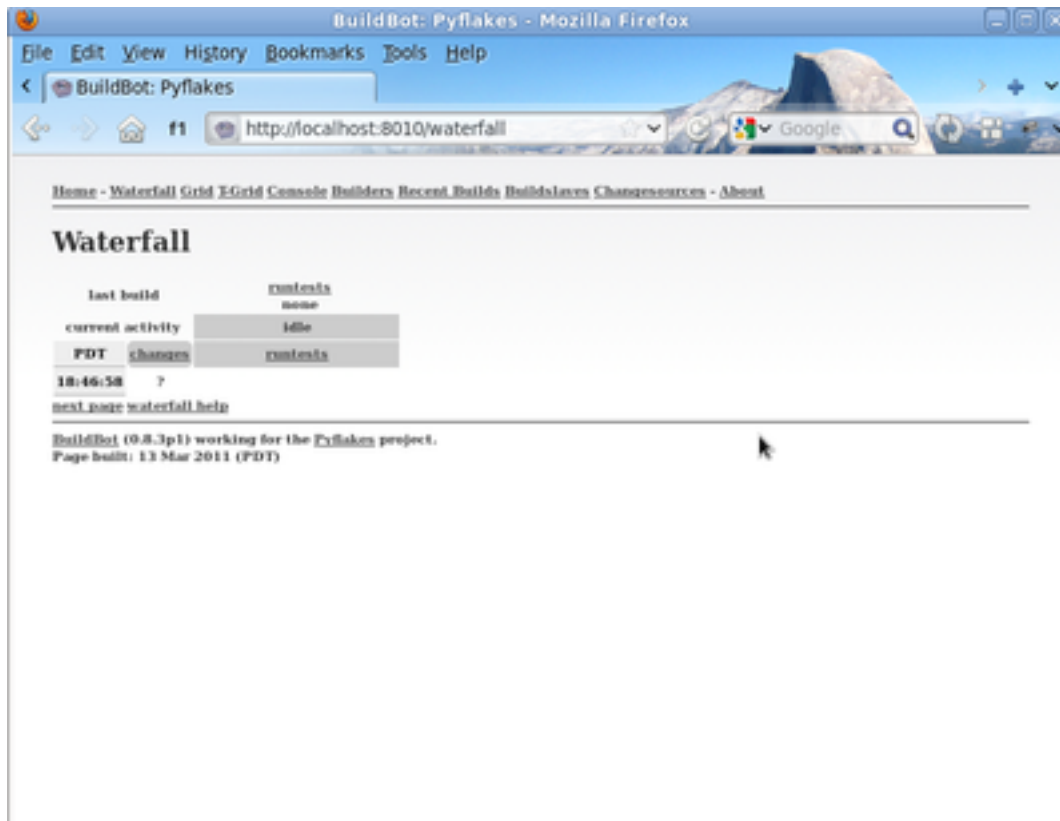 BuildBot: Pyflakes - Mozilla Firefox
File Edit View History Bookmarks Tools Help
BuildBot: Pyflakes
f1 http://localhost:8010/waterfall Google
Home - Waterfall Grid T-Grid Console Builders Recent Builds Buildslaves Changesources - About
Waterfall
last build runtests
none
current activity idle
PDT changes runtests
18:46:58 ?
next page waterfall help
BuildBot (0.8.3p1) working for the Pyflakes project.
Page built: 13 Mar 2011 (PDT)